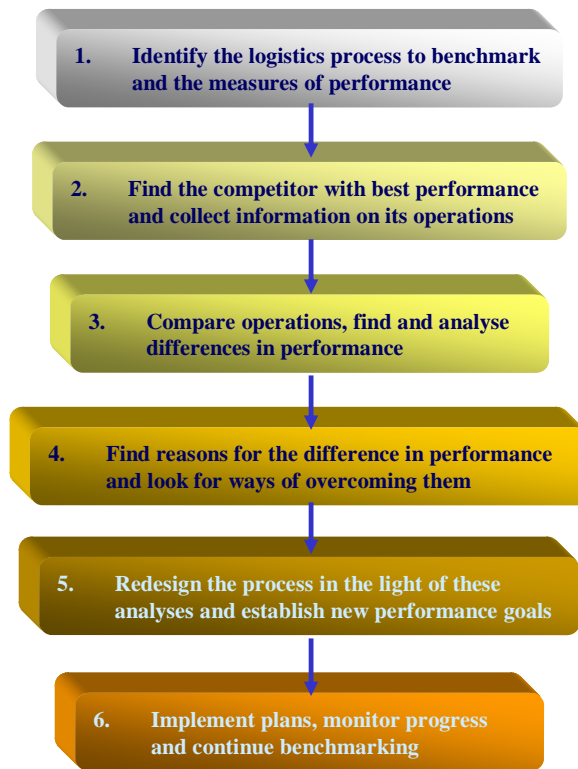 1. Identify the logistics process to benchmark
and the measures of performance
2. Find the competitor with best performance
and collect information on its operations
3. Compare operations, find and analyse
differences in performance
4. Find reasons for the difference in performance
and look for ways of overcoming them
5. Redesign the process in the light of these
analyses and establish new performance goals
6. Implement plans, monitor progress
and continue benchmarking